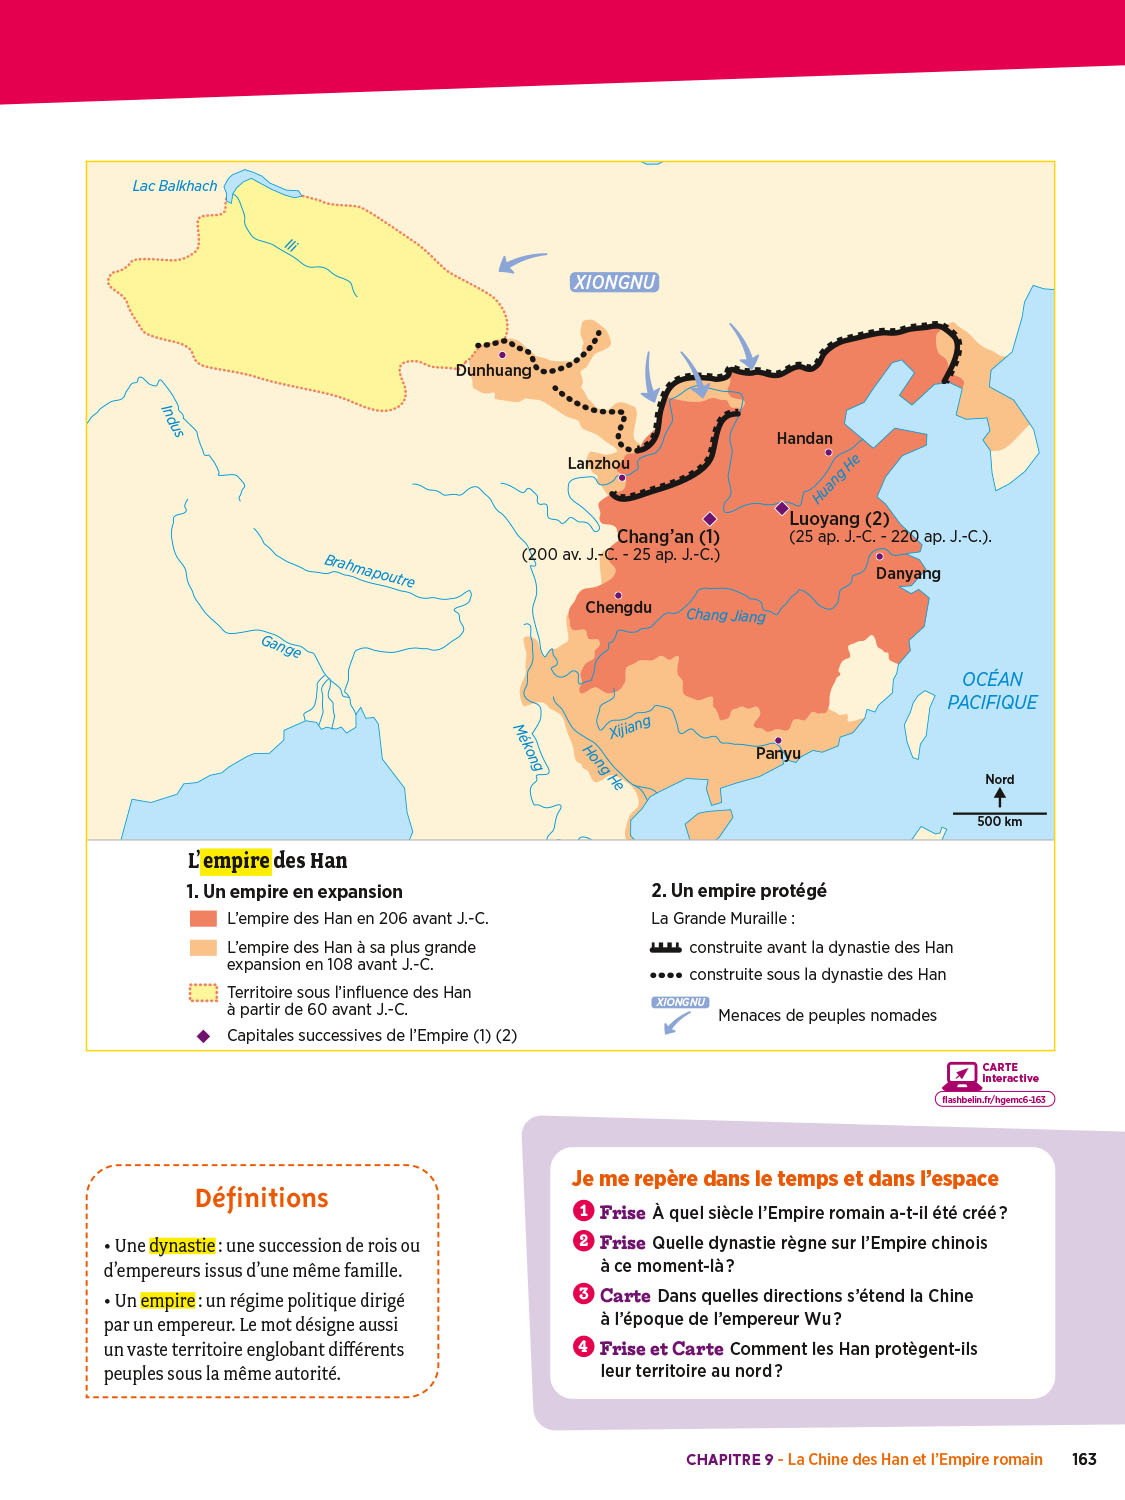 Lac Balkhach
Ili
XIONGNU
Dunhuang
Indus
Handan
Lanzhou
Huang He
Luoyang (2)
(25 ap. J.-C. - 220 ap. J.-C.).
Chang’an (1)
(200 av. J.-C. - 25 ap. J.-C.)
Brahmapoutre
Danyang
Chengdu
Chang Jiang
Gange
OCÉAN
PACIFIQUE
Xijiang
Mékong
Hong He
Panyu
Nord
500 km
L’empire des Han
1. Un empire en expansion
L’empire des Han en 206 avant J.-C.
L’empire des Han à sa plus grande
expansion en 108 avant J.-C.
Territoire sous l’influence des Han
à partir de 60 avant J.-C.
Capitales successives de l’Empire (1) (2)
2. Un empire protégé
La Grande Muraille :
construite avant la dynastie des Han
construite sous la dynastie des Han
XIONGNU
Menaces de peuples nomades
CARTE
interactive
flashbelin.fr/hgemc6-163
Définitions
• Une dynastie : une succession de rois ou
d’empereurs issus d’une même famille.
• Un empire : un régime politique dirigé
par un empereur. Le mot désigne aussi
un vaste territoire englobant différents
peuples sous la même autorité.
Je me repère dans le temps et dans l’espace
1 Frise À quel siècle l’Empire romain a-t-il été créé ?
2 Frise Quelle dynastie règne sur l’Empire chinois
à ce moment-là ?
3 Carte Dans quelles directions s’étend la Chine
à l’époque de l’empereur Wu ?
4 Frise et Carte Comment les Han protègent-ils
leur territoire au nord ?
CHAPITRE 9 - La Chine des Han et l’Empire romain 163